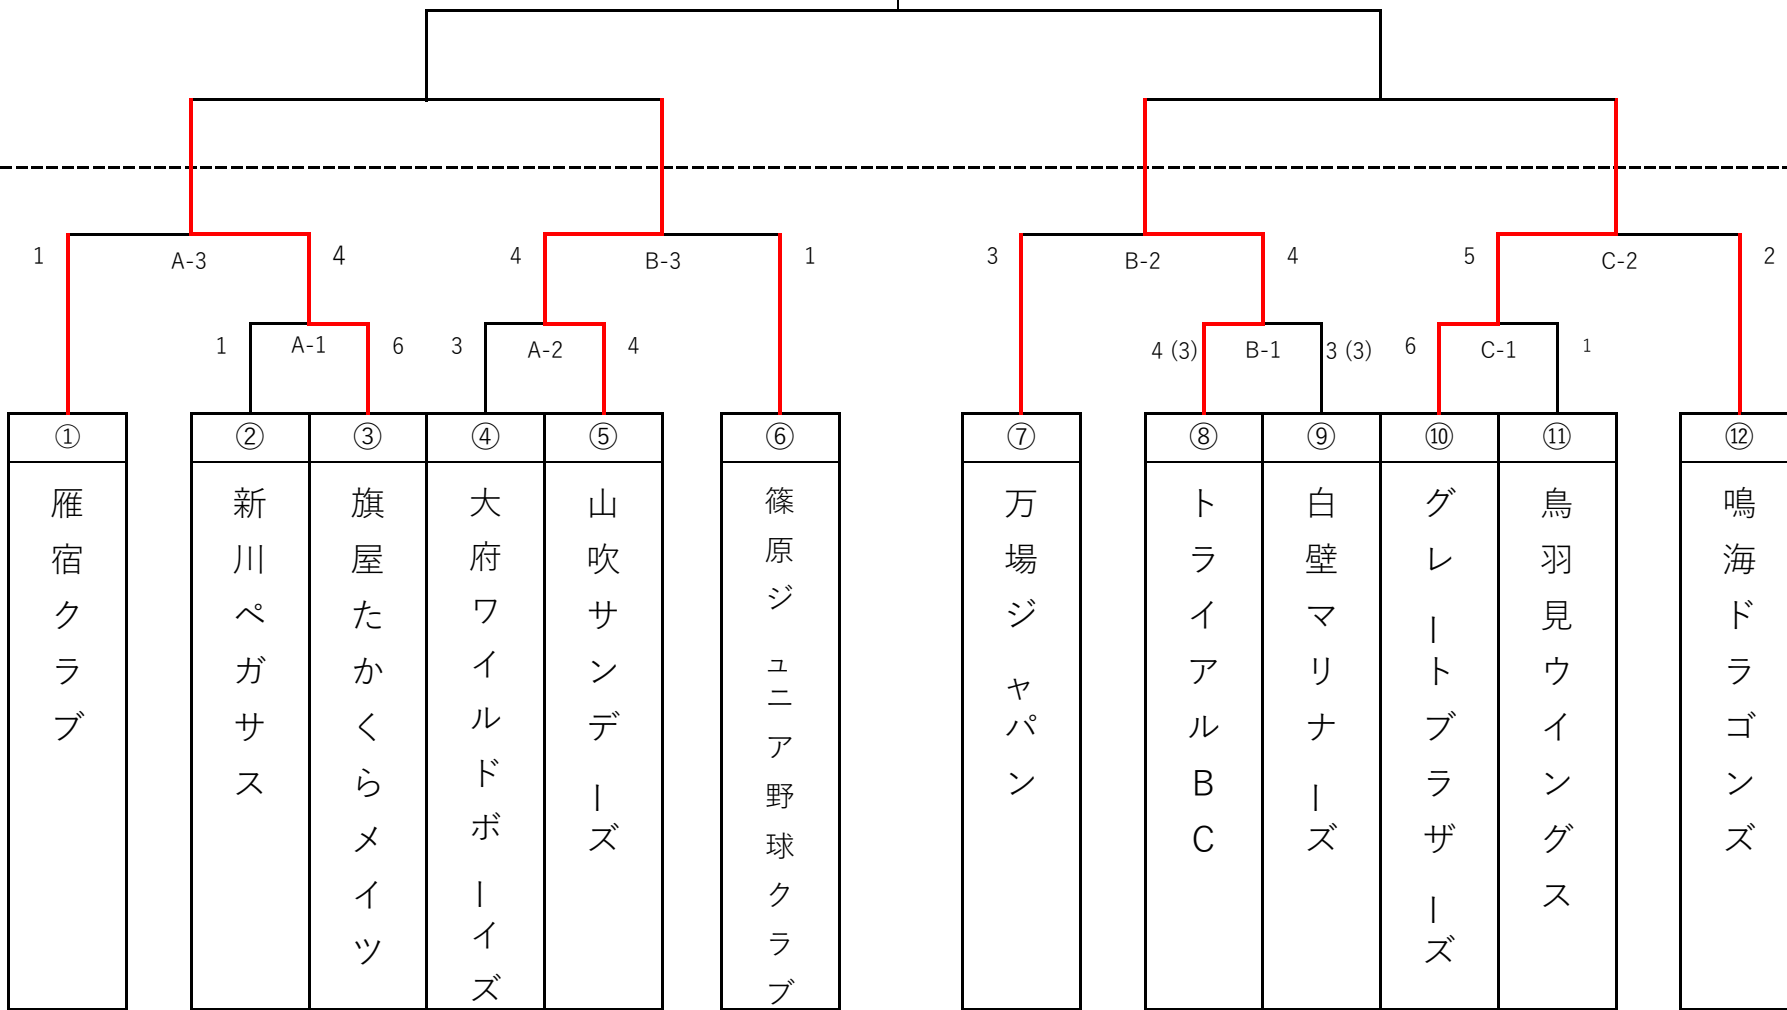 1 A-3 4 4 B-3 1 3 B-2 4 5 C-2 2
1 A-1 6 3 A-2 4 4 (3) B-1 3 (3) 6 C-1 1
① ② ③ ④ ⑤ ⑥ ⑦ ⑧ ⑨ ⑩ ⑪ ⑫
雁宿クラブ
新川ペガサス
旗屋たかくらメイツ
大府ワイルドボーイズ
山吹サンデーズ
篠原ジュニア野球クラブ
万場ジャパン
トライアルBC
白壁マリナーズ
グレートブラザーズ
鳥羽見ウイングス
鳴海ドラゴンズ